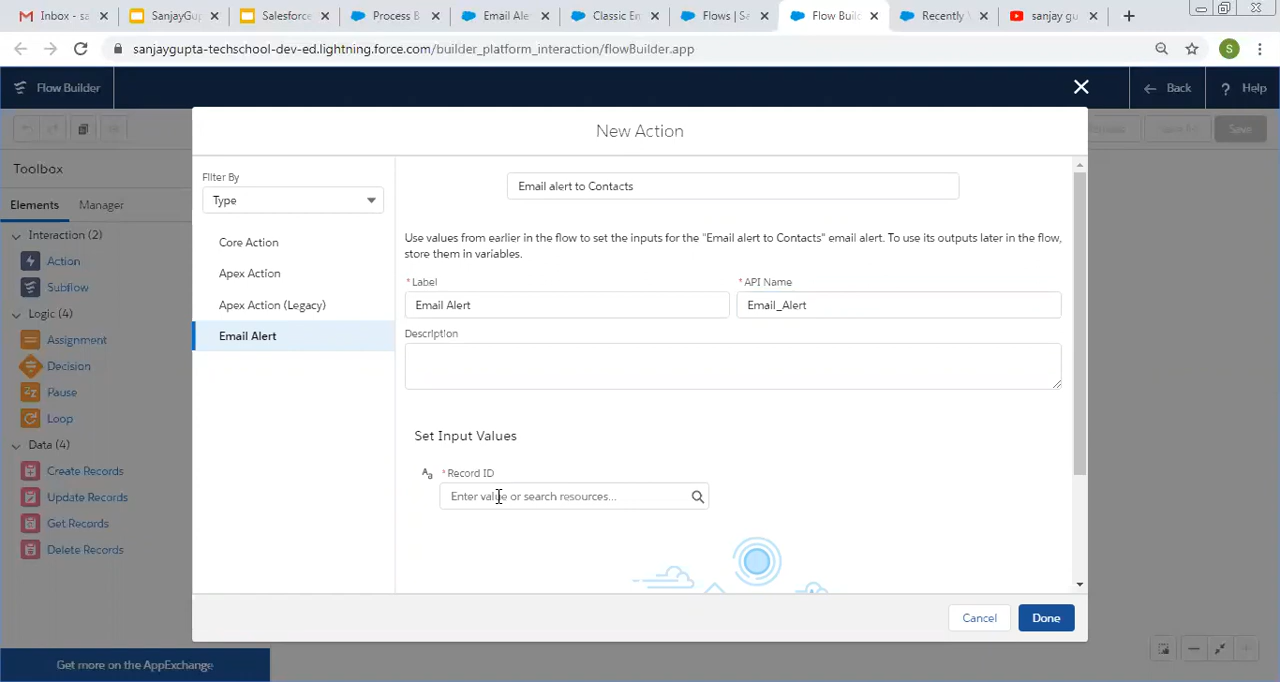 Inbox - sa
SanjayGup
Salesforce
Process B
Email Ale
Classic En
Flows | Sa
Flow Build
Recently V
sanjay gu
sanjaygupta-techschool-dev-ed.lightning.force.com/builder_platform_interaction/flowBuilder.app
S
Flow Builder
Back
? Help
New Action
Save
Toolbox
Elements
Manager
Interaction (2)
Action
Subflow
Logic (4)
Assignment
Decision
Pause
Loop
Data (4)
Create Records
Update Records
Get Records
Delete Records
Get more on the AppExchange
Filter By
Type
Core Action
Apex Action
Apex Action (Legacy)
Email Alert
Email alert to Contacts
Use values from earlier in the flow to set the inputs for the "Email alert to Contacts" email alert. To use its outputs later in the flow,
store them in variables.
* Label
* API Name
Email Alert
Email_Alert
Description
Set Input Values
Aa * Record ID
Enter value or search resources...
Cancel
Done